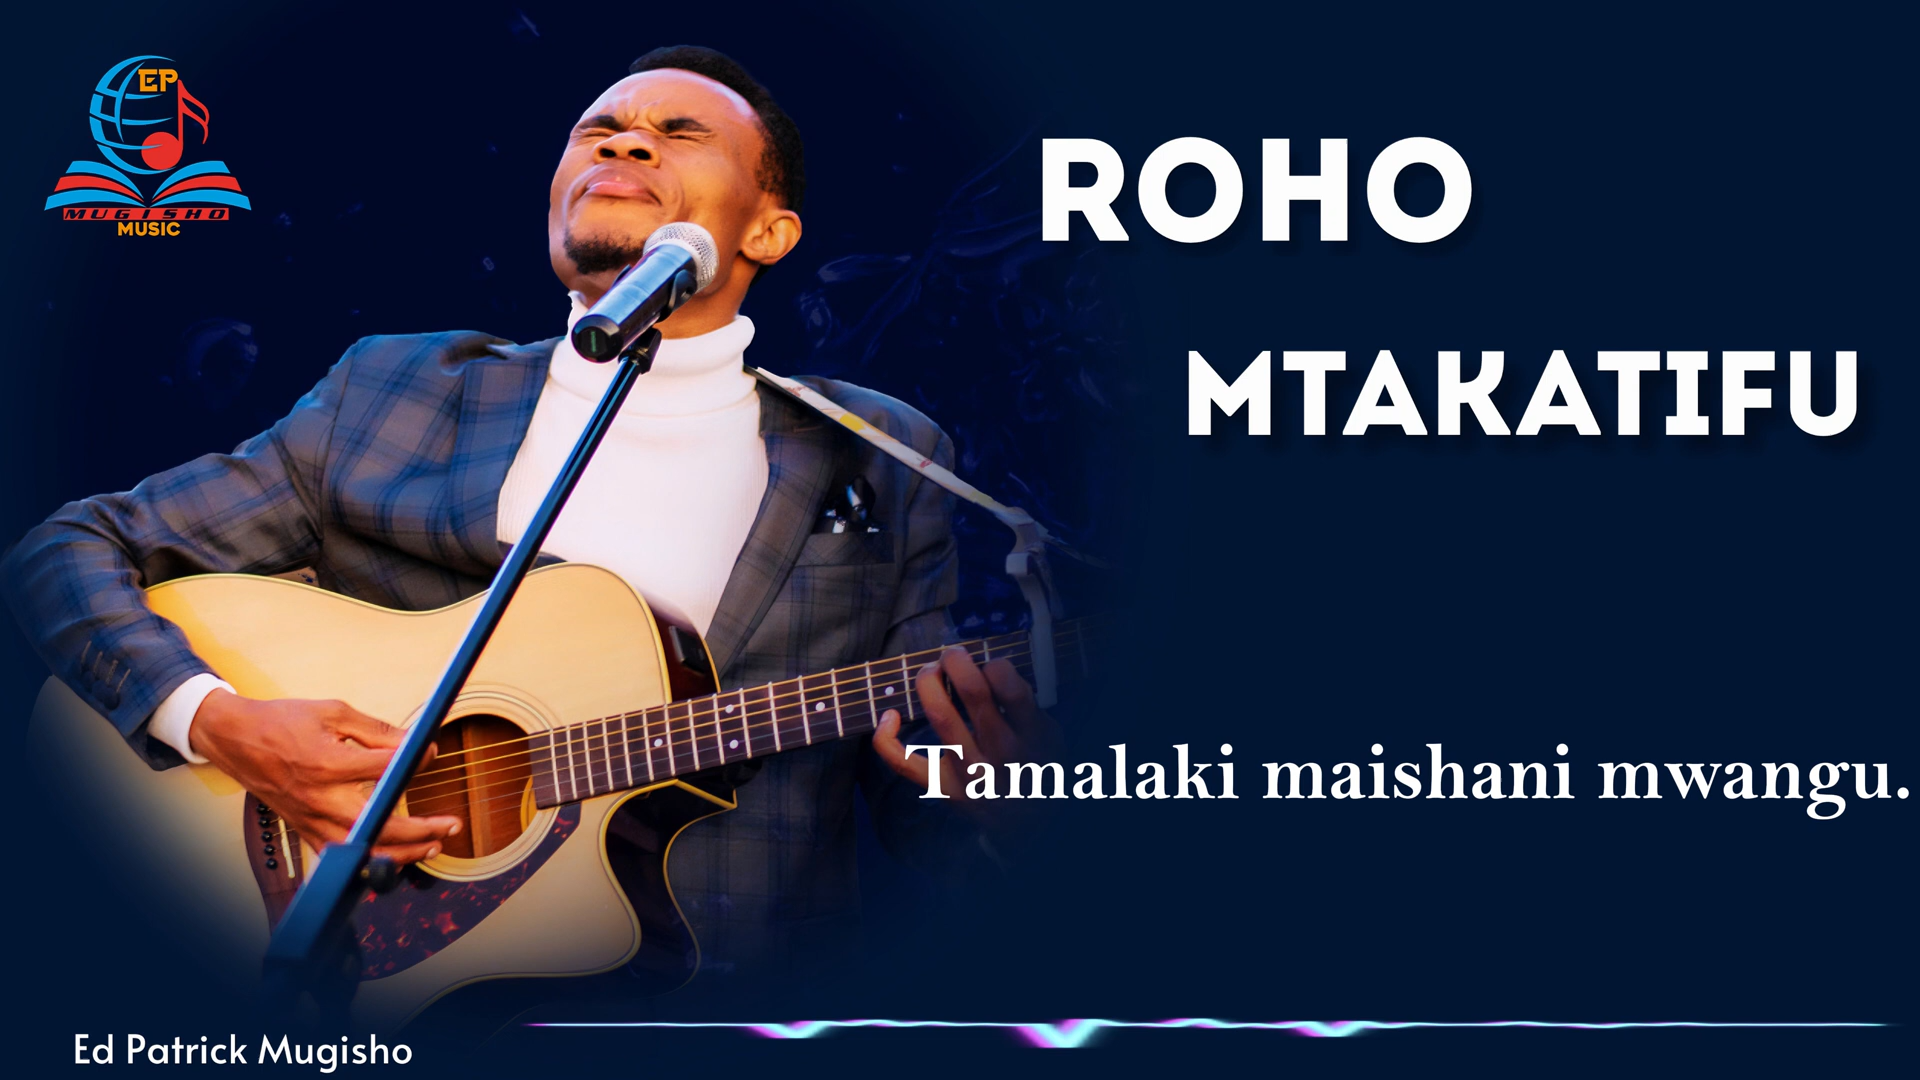 EP
MUGISHO
MUSIC
ROHO
MTAKATIFU
Tamalaki maishani mwangu.
Ed Patrick Mugisho